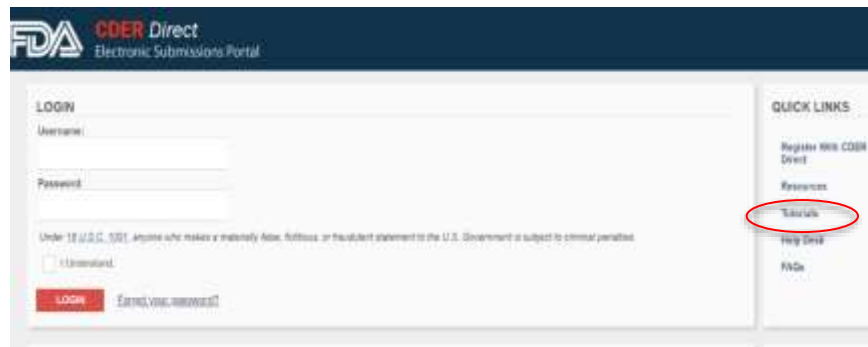 FDA
CDER Direct
Electronic Submissions Portal
LOGIN
Username:
Password
Under 18 U.S.C. 1001, anyone who makes a materially false, fictitious, or fraudulent statement to the U.S. Government is subject to criminal penalties.
I Understand.
LOGIN
Forgot your password?
QUICK LINKS
Register With CDER
Direct
Resources
Tutorials
Help Desk
FAQs